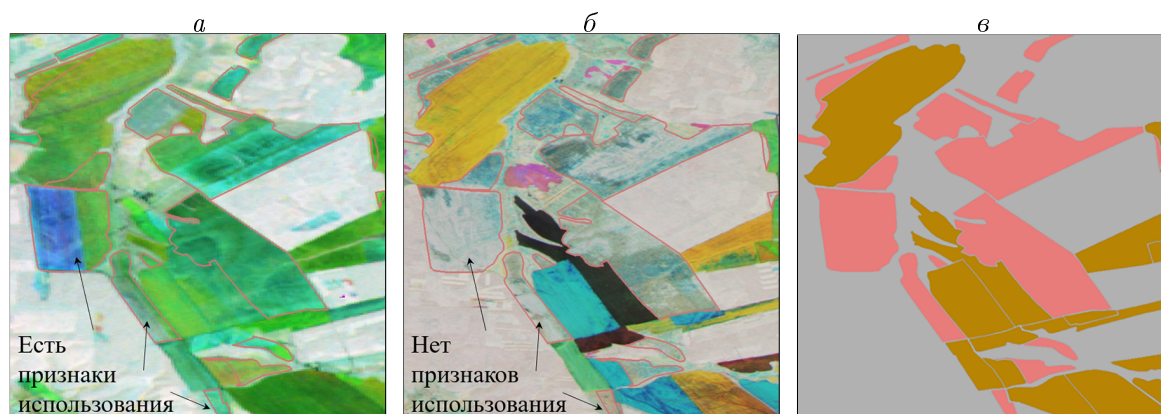 а
б
в
Есть
признаки
использования
Нет
признаков
использования